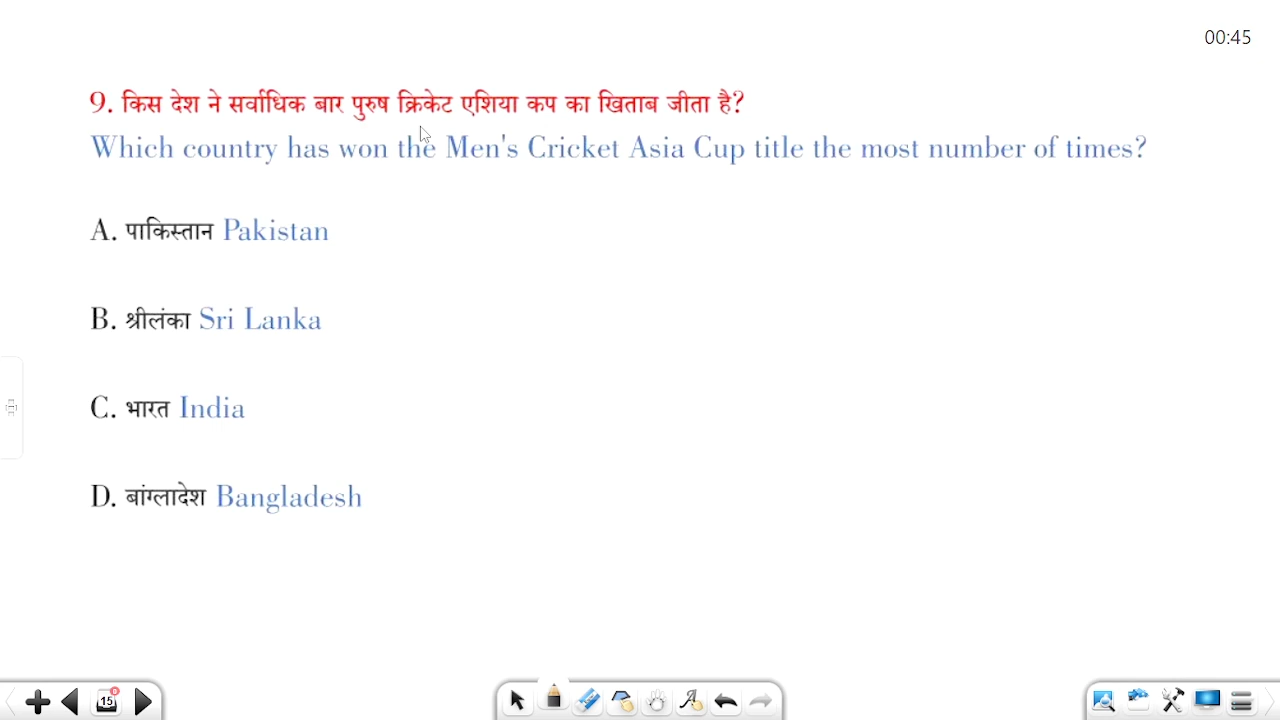 00:45
9. किस देश ने सर्वाधिक बार पुरुष क्रिकेट एशिया कप का खिताब जीता है?
Which country has won the Men's Cricket Asia Cup title the most number of times?
A. पाकिस्तान Pakistan
B. श्रीलंका Sri Lanka
C. भारत India
D. बांग्लादेश Bangladesh
15